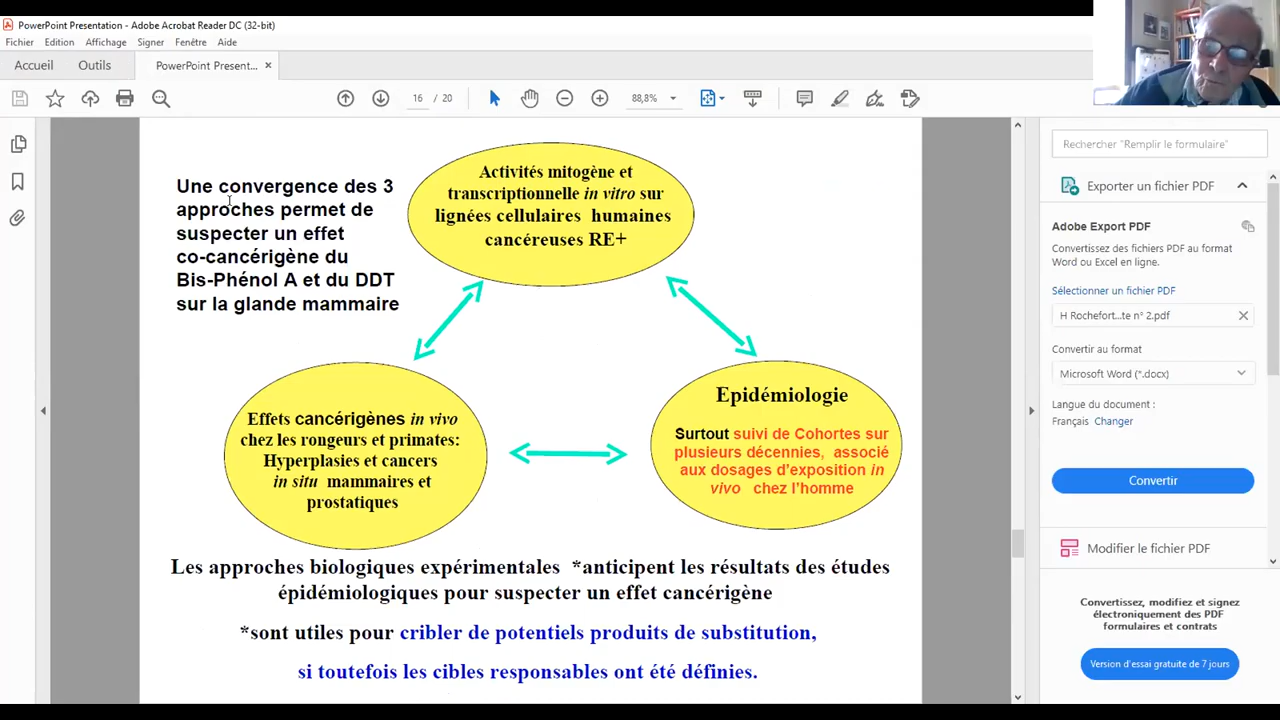 PowerPoint Presentation - Adobe Acrobat Reader DC (32-bit)
Fichier Edition Affichage Signer Fenêtre Aide
Accueil Outils PowerPoint Present... ×
16 / 20 88,8%
Une convergence des 3
approches permet de
suspecter un effet
co-cancérigène du
Bis-Phénol A et du DDT
sur la glande mammaire
Activités mitogène et
transcriptionnelle in vitro sur
lignées cellulaires humaines
cancéreuses RE+
Effets cancérigènes in vivo
chez les rongeurs et primates:
Hyperplasies et cancers
in situ mammaires et
prostatiques
Epidémiologie
Surtout suivi de Cohortes sur
plusieurs décennies, associé
aux dosages d'exposition in
vivo chez l'homme
Les approches biologiques expérimentales *anticipent les résultats des études
épidémiologiques pour suspecter un effet cancérigène
*sont utiles pour cribler de potentiels produits de substitution,
si toutefois les cibles responsables ont été définies.
Rechercher "Remplir le formulaire"
Exporter un fichier PDF
Adobe Export PDF
Convertissez des fichiers PDF au format
Word ou Excel en ligne.
Sélectionner un fichier PDF
H Rochefort...te n° 2.pdf
Convertir au format
Microsoft Word (*.docx)
Langue du document :
Français Changer
Convertir
Modifier le fichier PDF
Convertissez, modifiez et signez
électroniquement des PDF
formulaires et contrats
Version d'essai gratuite de 7 jours